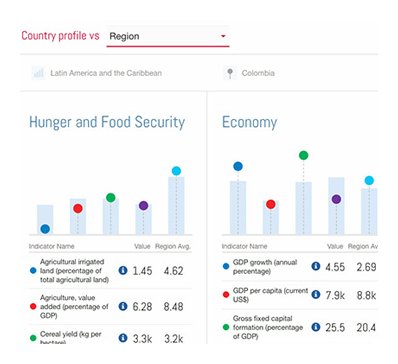 Country profile vs Region
Latin America and the Caribbean
Colombia
Hunger and Food Security
Indicator Name Value Region Avg.
Agricultural irrigated
land (percentage of
total agricultural land)
1.45 4.62
Agriculture, value
added (percentage of
GDP)
6.28 8.48
Cereal yield (kg per
hectare)
3.3k 3.2k
Economy
Indicator Name Value Region Av
GDP growth (annual
percentage)
4.55 2.69
GDP per capita (current
US$)
7.9k 8.8k
Gross fixed capital
formation (percentage
of GDP)
25.5 20.4